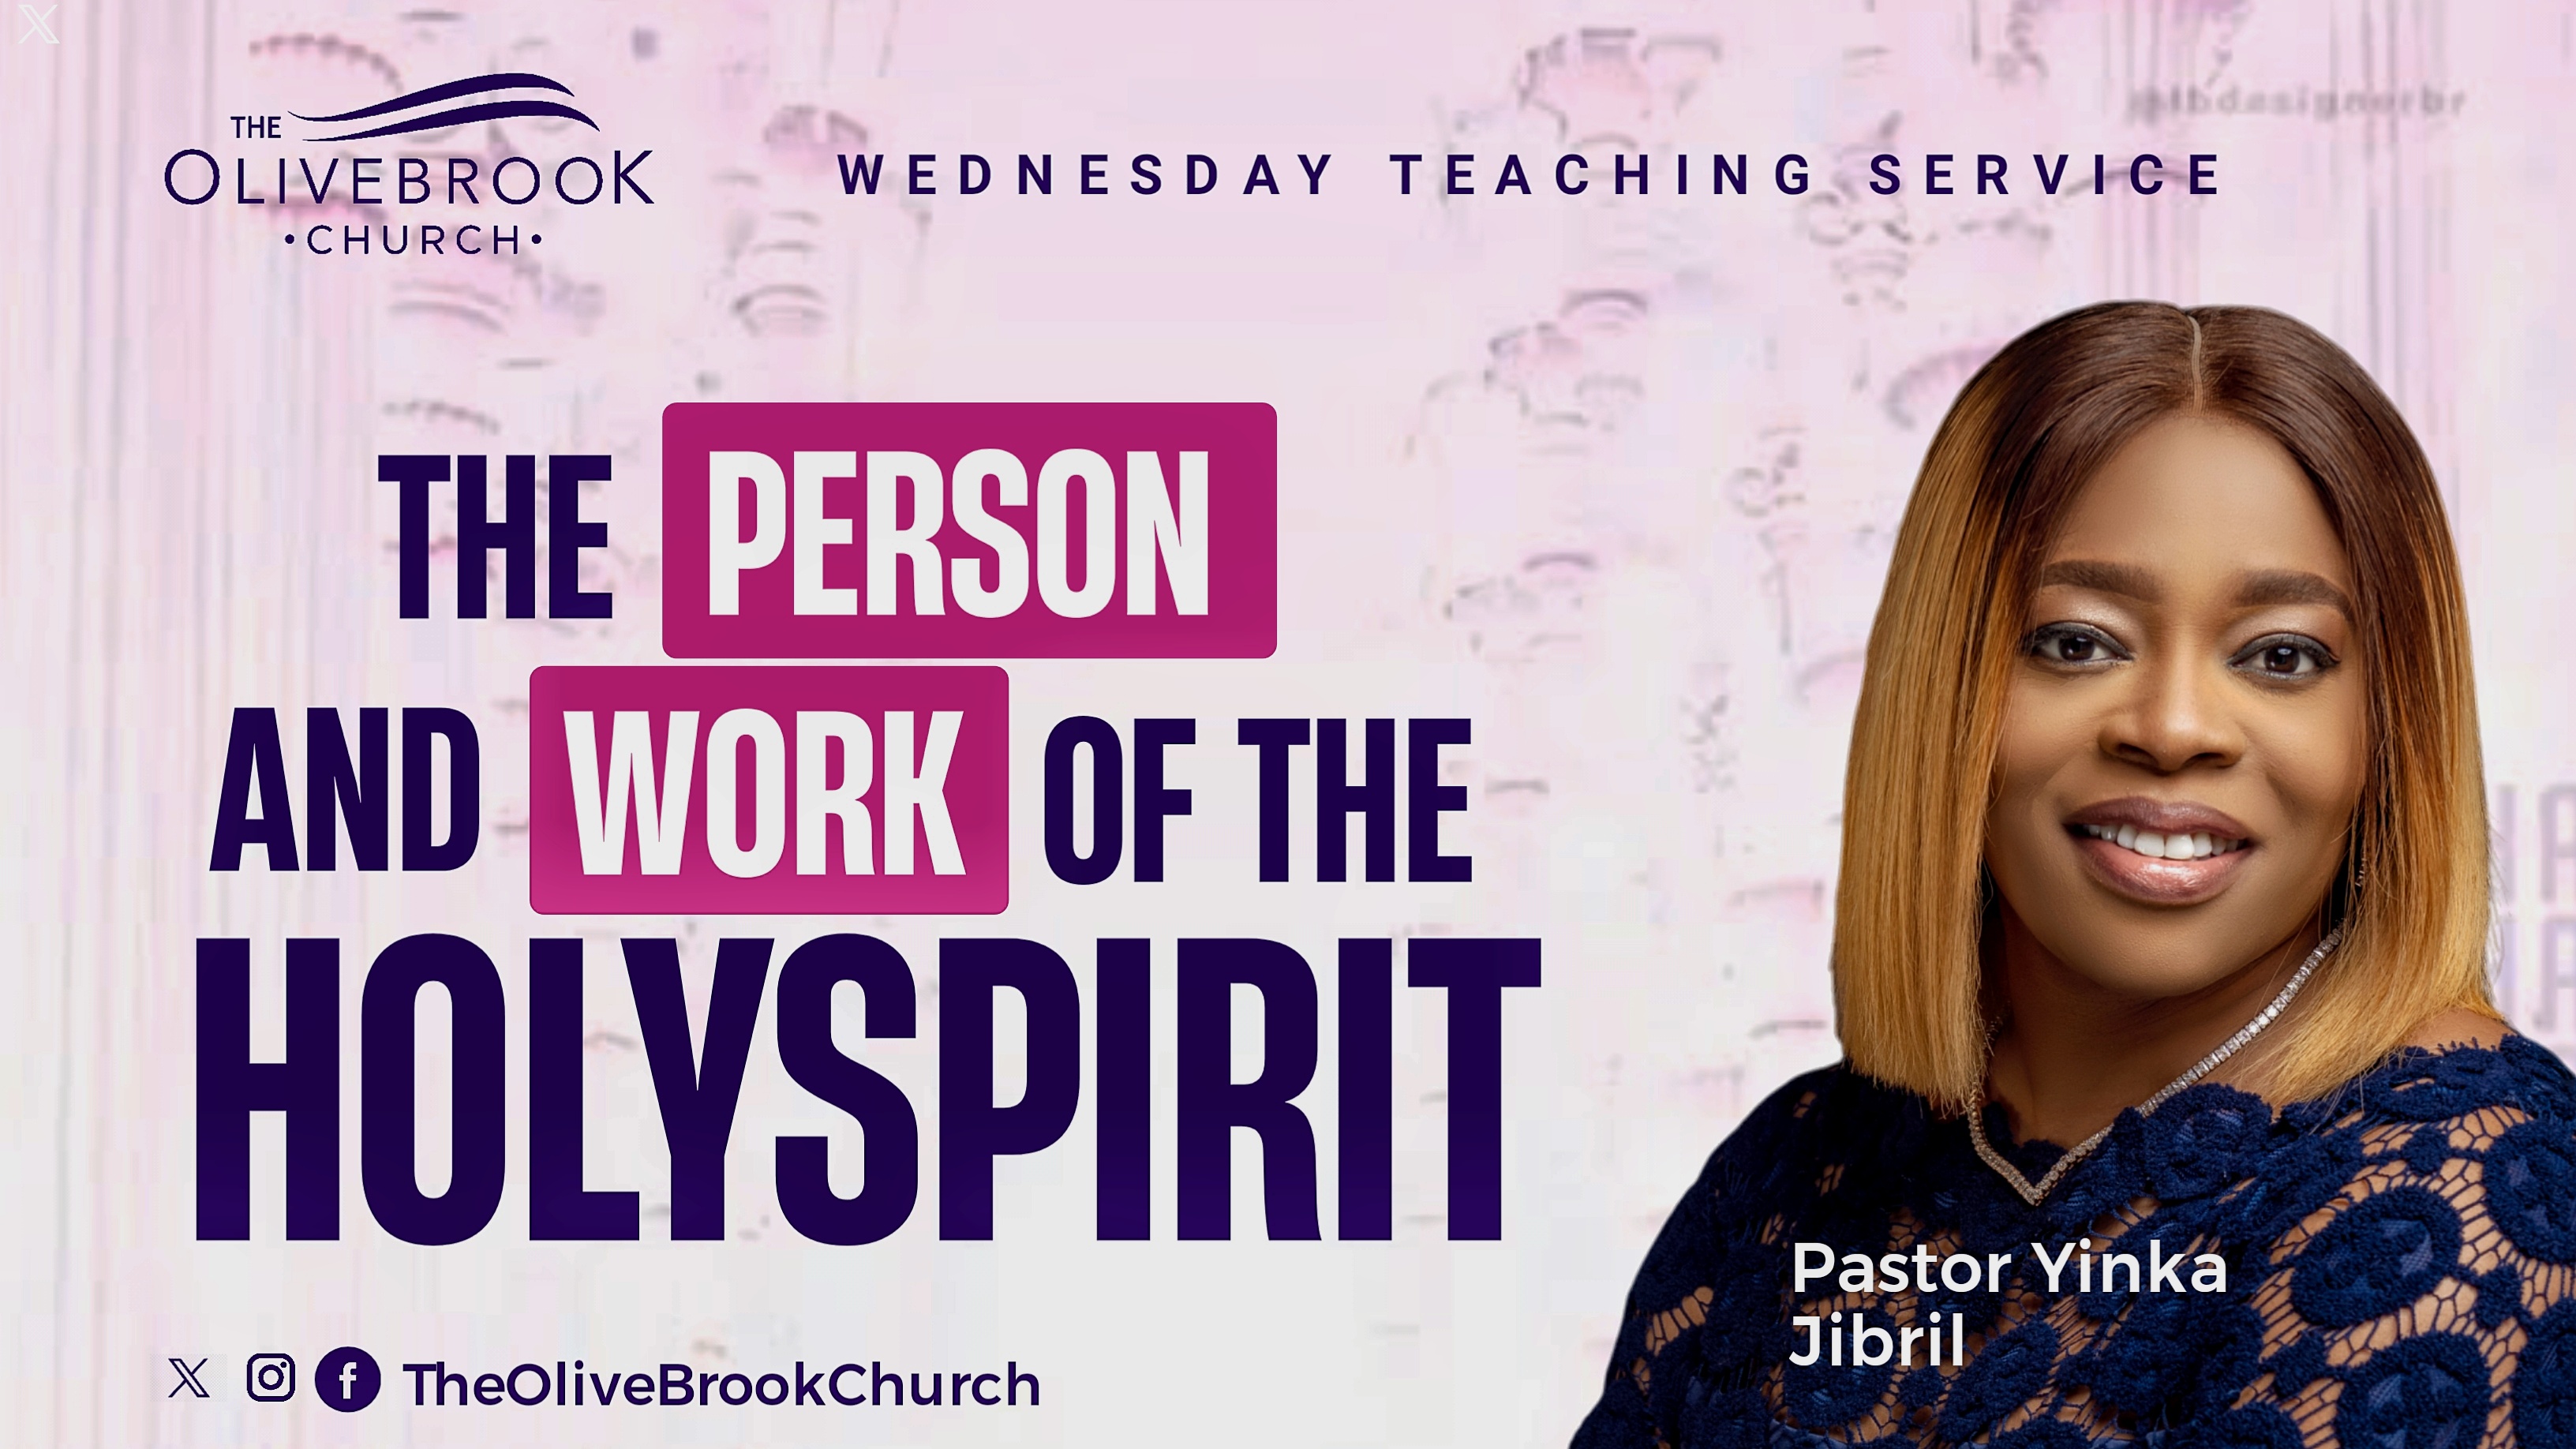 THE
OLIVEBROOK
•CHURCH•
WEDNESDAY TEACHING SERVICE
THE PERSON
AND WORK OF THE
HOLYSPIRIT
Pastor Yinka
Jibril
TheOliveBrookChurch